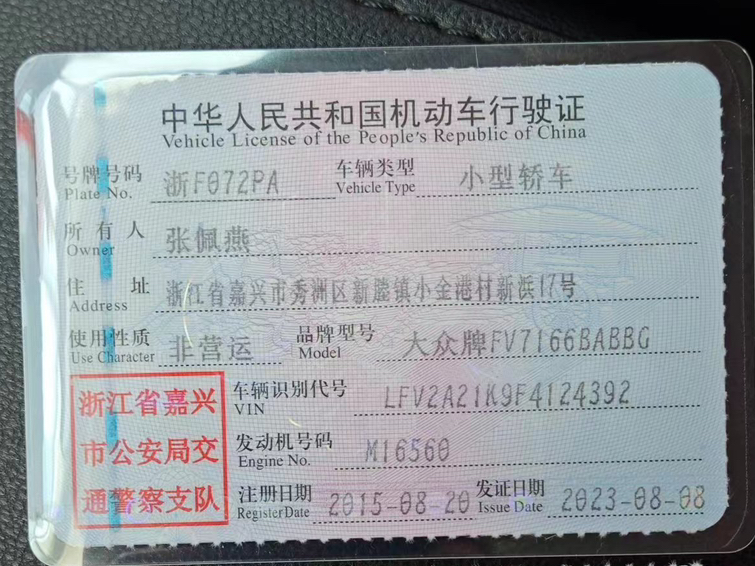 中华人民共和国机动车行驶证
Vehicle License of the People's Republic of China
号牌号码 浙F072PA 车辆类型 小型轿车
Plate No. Vehicle Type
所有人 张佩燕
Owner
住址 浙江省嘉兴市秀洲区新塍镇小金港村新浜17号
Address
使用性质 非营运 品牌型号 大众牌FV7166BABBG
Use Character Model
浙江省嘉兴
市公安局交
通警察支队
车辆识别代号 LFV2A21K9F4124392
VIN
发动机号码 M16560
Engine No.
注册日期 2015-08-20 发证日期 2023-08-08
Register Date Issue Date